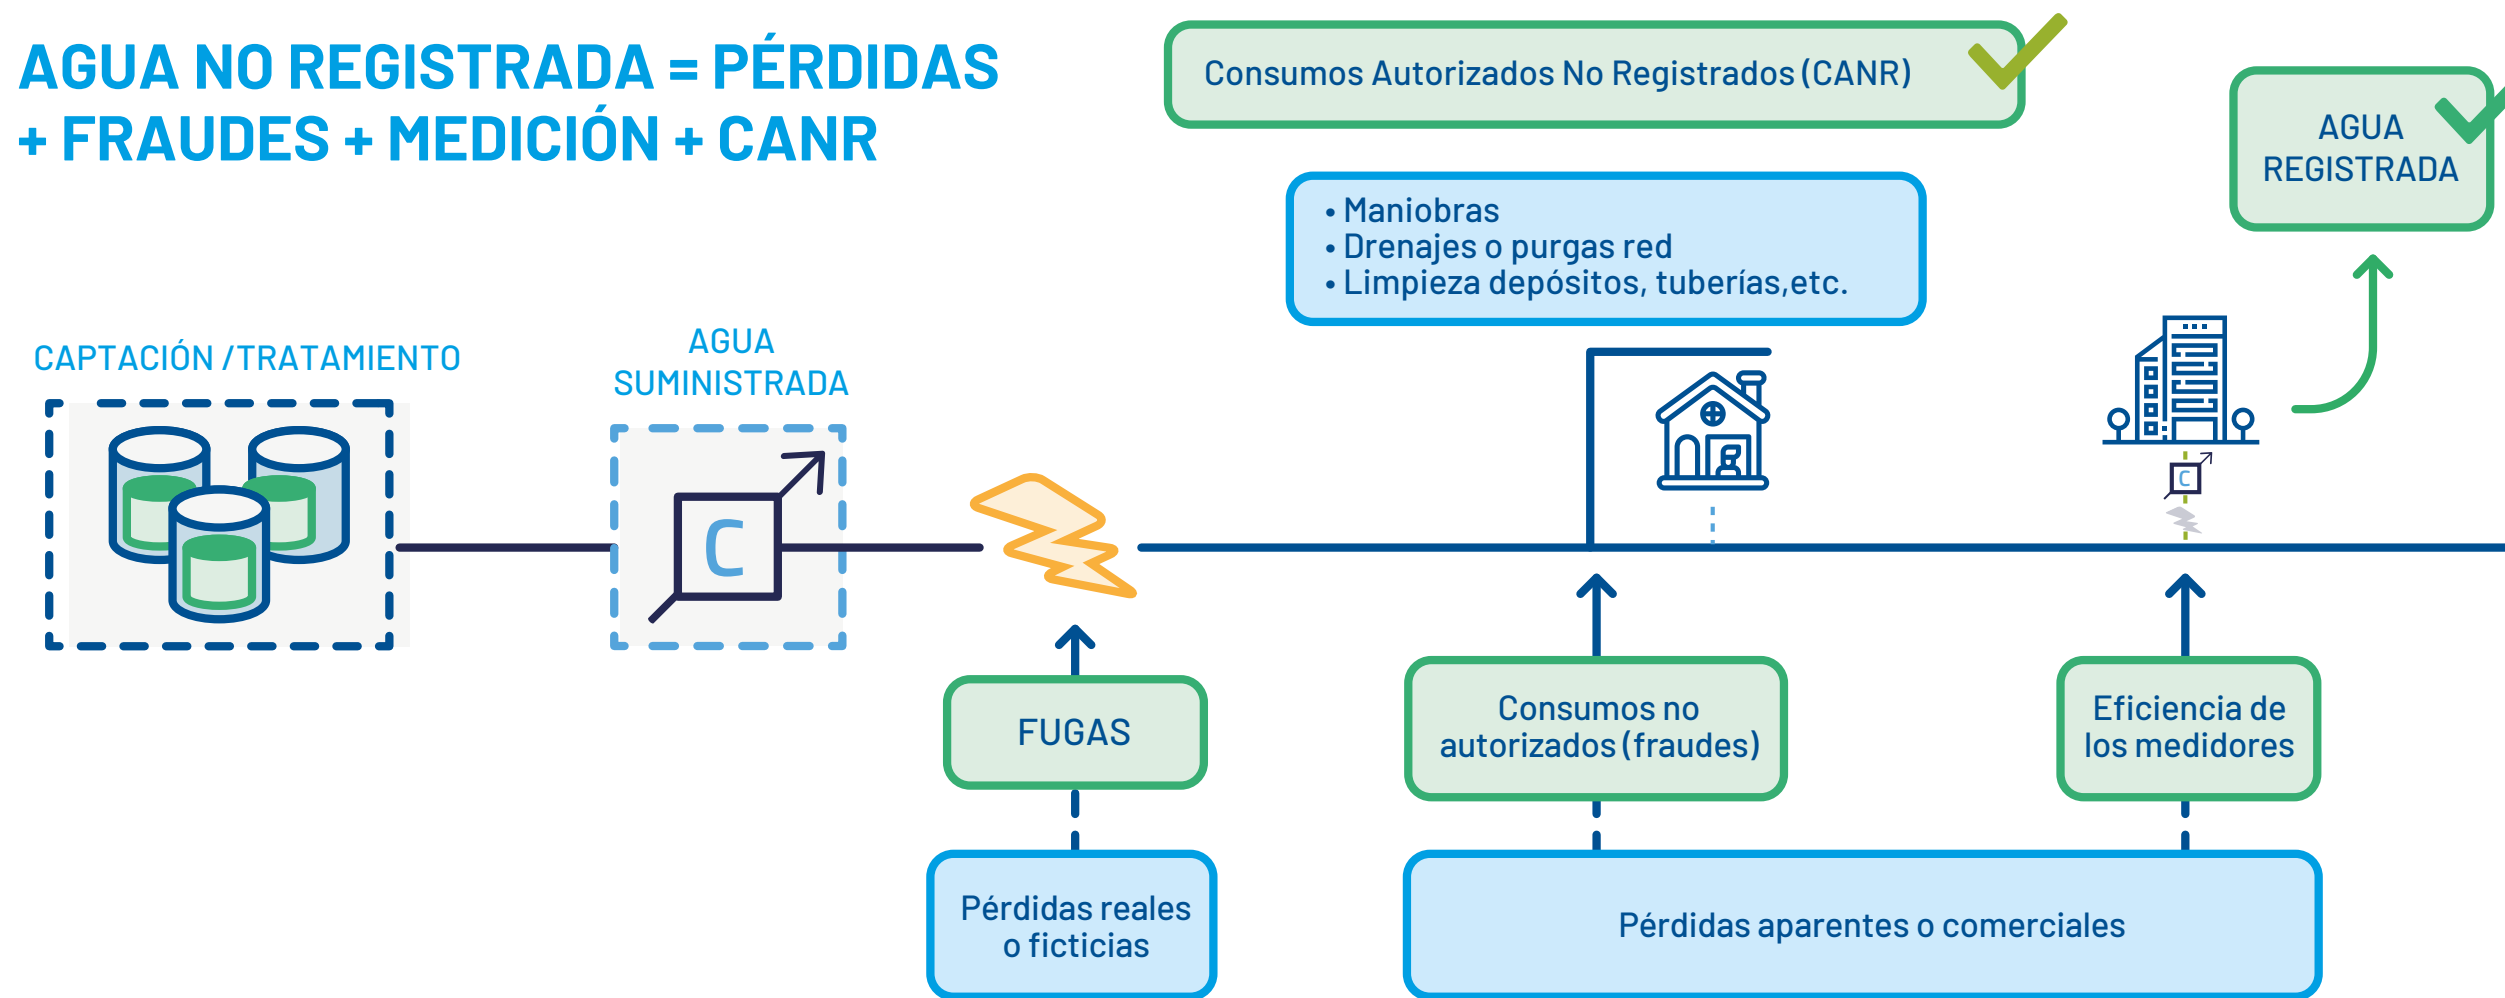 AGUA NO REGISTRADA = PÉRDIDAS
+ FRAUDES + MEDICIÓN + CANR
Consumos Autorizados No Registrados (CANR)
AGUA
REGISTRADA
• Maniobras
• Drenajes o purgas red
• Limpieza depósitos, tuberías,etc.
CAPTACIÓN / TRATAMIENTO
AGUA
SUMINISTRADA
C
C
FUGAS
Consumos no
autorizados (fraudes)
Eficiencia de
los medidores
Pérdidas reales
o ficticias
Pérdidas aparentes o comerciales